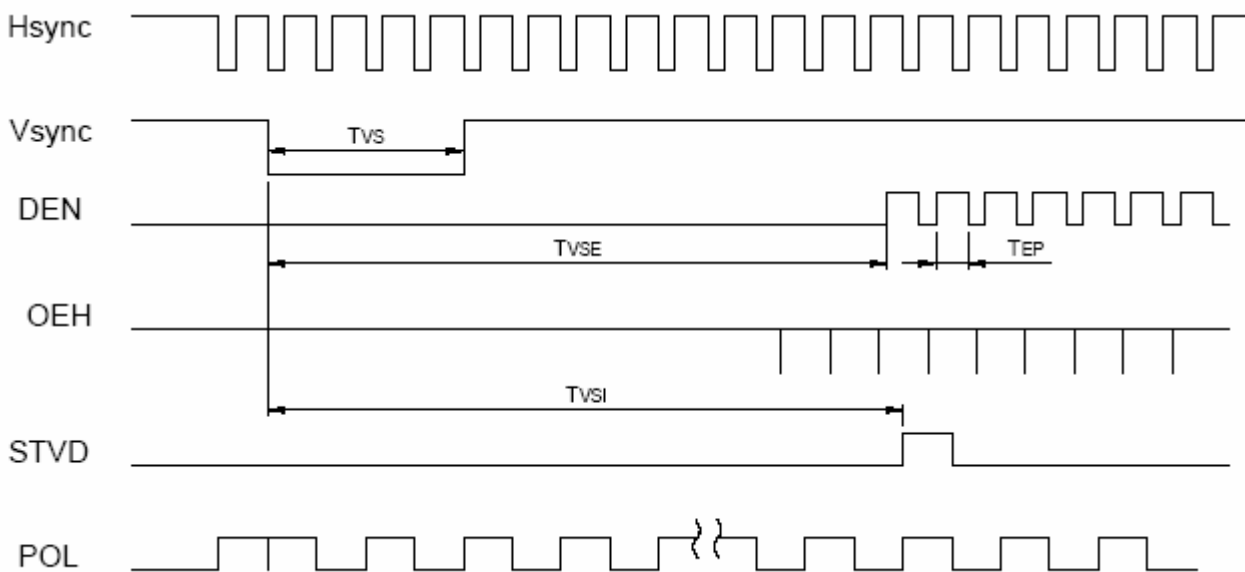 Hsync
Vsync
TVS
DEN
TVSE
TEP
OEH
TVSI
STVD
POL